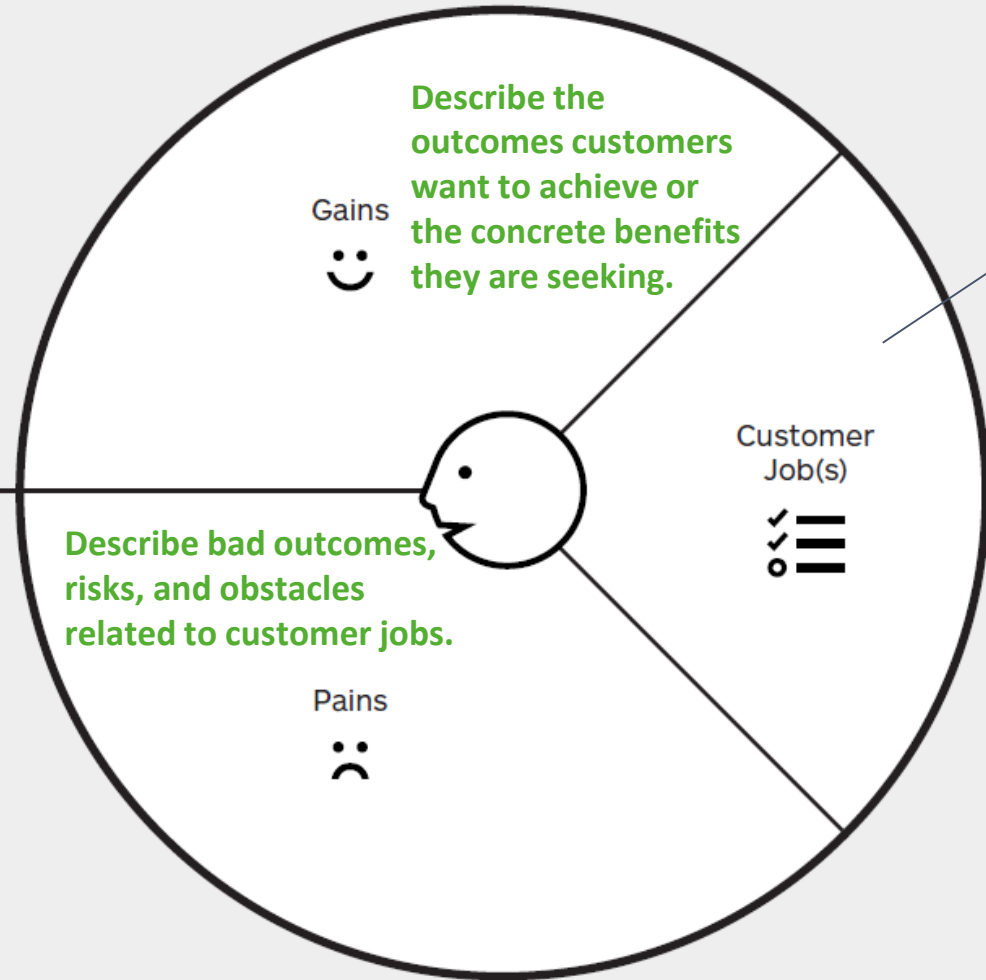 Describe the
outcomes customers
want to achieve or
the concrete benefits
they are seeking.
Gains
Customer
Job(s)
Describe bad outcomes,
risks, and obstacles
related to customer jobs.
Pains